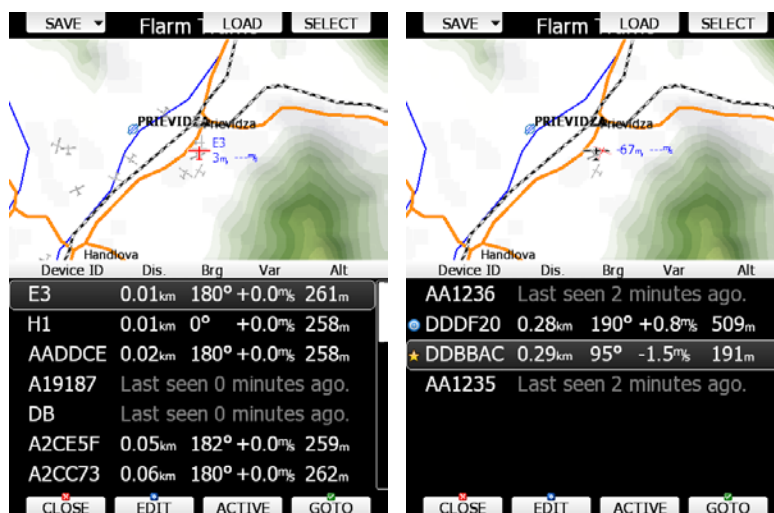 SAVE Flarm T LOAD SELECT
PRIEVIDZA Prievidza
E3
3m, ---m/s
Handlova
Device ID Dis. Brg Var Alt
E3 0.01km 180° +0.0m/s 261m
H1 0.01km 0° +0.0m/s 258m
AADDCE 0.02km 180° +0.0m/s 258m
A19187 Last seen 0 minutes ago.
DB Last seen 0 minutes ago.
A2CE5F 0.05km 182° +0.0m/s 259m
A2CC73 0.06km 180° +0.0m/s 262m
CLOSE EDIT ACTIVE GOTO
SAVE Flarm T LOAD SELECT
PRIEVIDZA Prievidza
-67m, ---m/s
Handlova
Device ID Dis. Brg Var Alt
AA1236 Last seen 2 minutes ago.
DDDF20 0.28km 190° +0.8m/s 509m
DDBBAC 0.29km 95° -1.5m/s 191m
AA1235 Last seen 2 minutes ago.
CLOSE EDIT ACTIVE GOTO